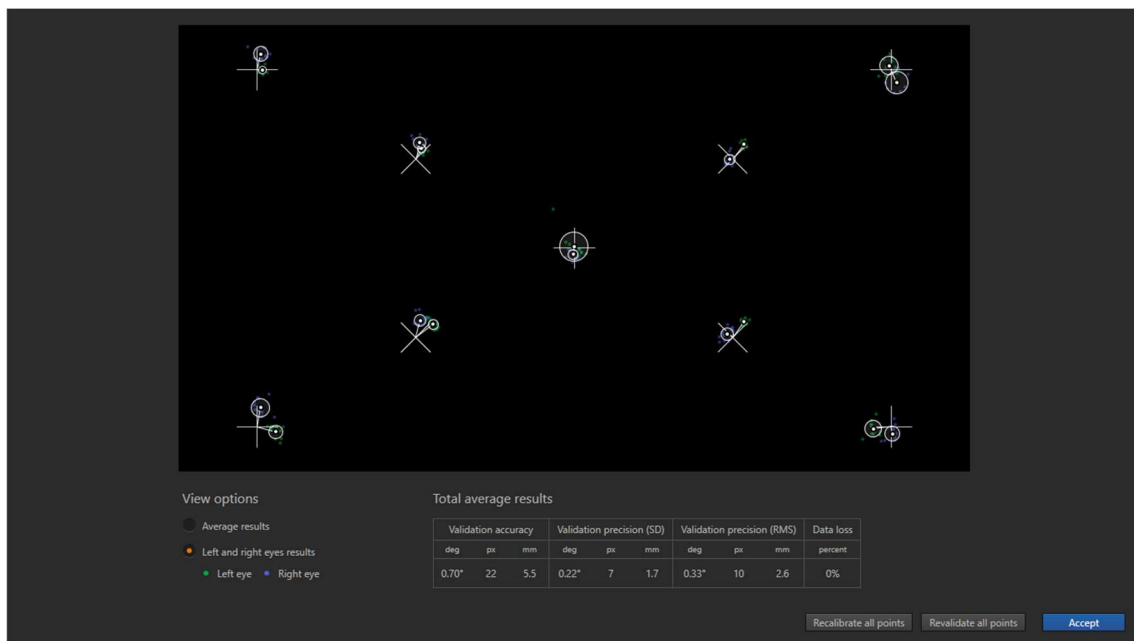 View options
Average results
Left and right eyes results
Left eye Right eye
Total average results
Validation accuracy Validation precision (SD) Validation precision (RMS) Data loss
deg px mm deg px mm deg px mm percent
0.70° 22 5.5 0.22° 7 1.7 0.33° 10 2.6 0%
Recalibrate all points Revalidate all points Accept